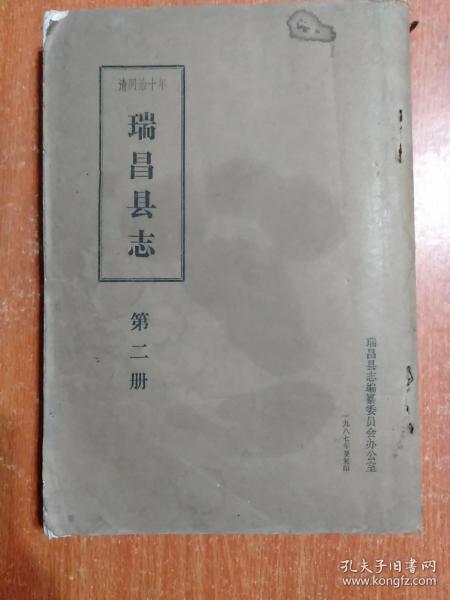 清同治十年
瑞昌县志
第二册
瑞昌县志编纂委员会办公室
一九八七年夏复印
孔夫子旧书网
www.kongfz.com